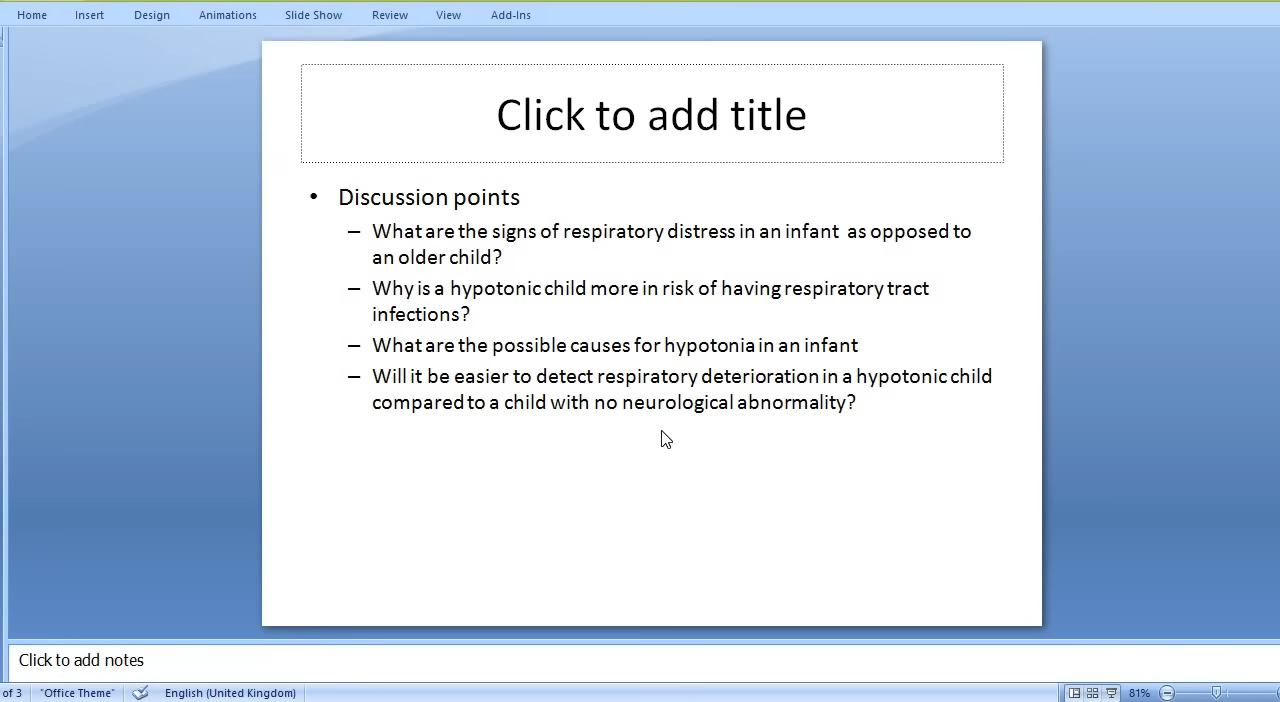 Home Insert Design Animations Slide Show Review View Add-Ins
Click to add title
• Discussion points
– What are the signs of respiratory distress in an infant as opposed to
an older child?
– Why is a hypotonic child more in risk of having respiratory tract
infections?
– What are the possible causes for hypotonia in an infant
– Will it be easier to detect respiratory deterioration in a hypotonic child
compared to a child with no neurological abnormality?
Click to add notes
of 3 "Office Theme" English (United Kingdom) 81%